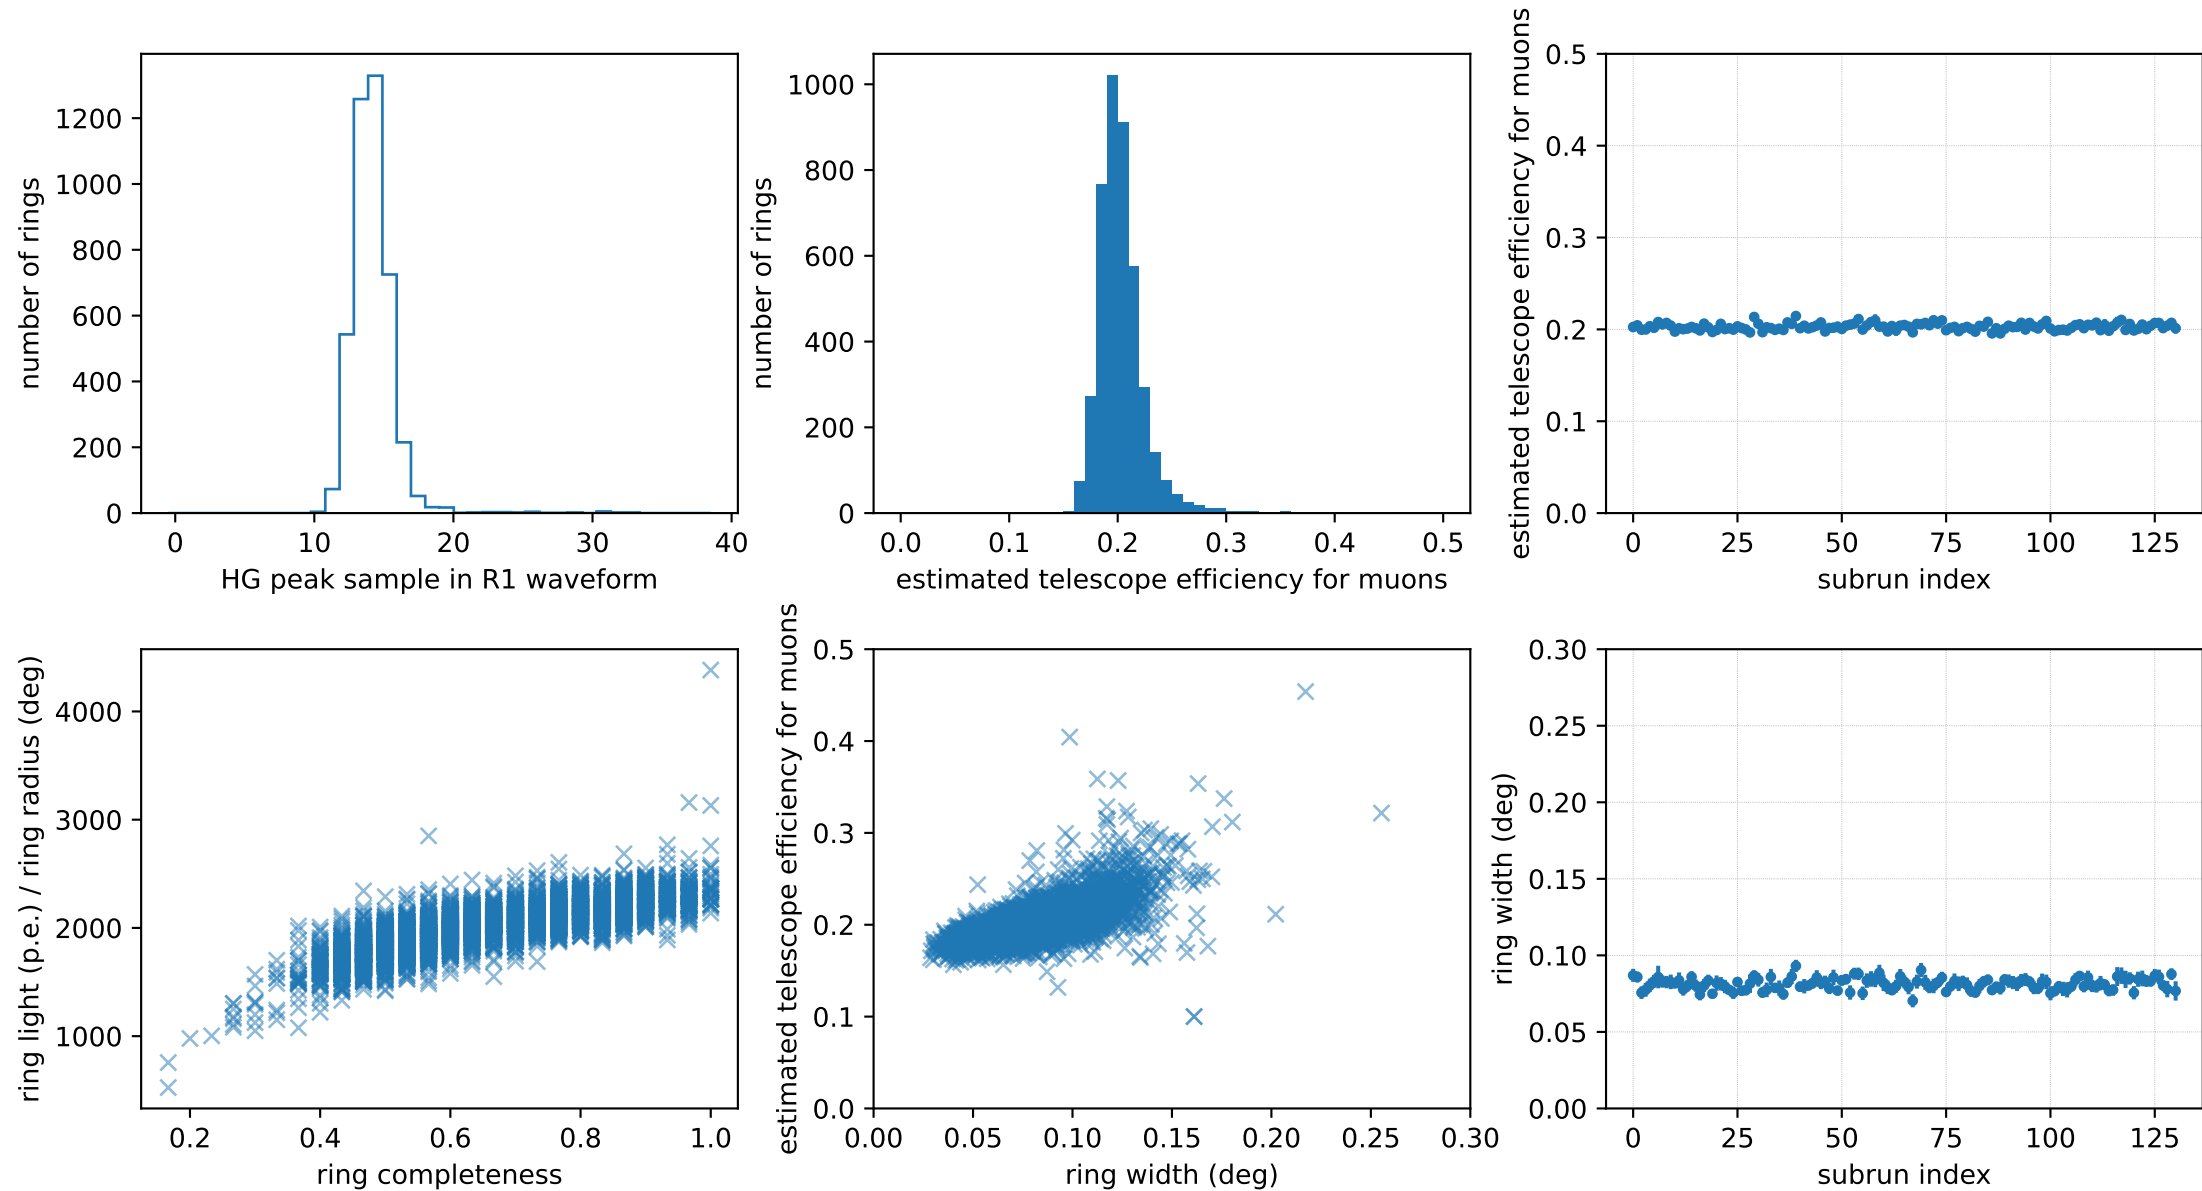 number of rings
1200
1000
800
600
400
200
0
0 10 20 30 40
HG peak sample in R1 waveform
number of rings
1000
800
600
400
200
0
0.0 0.1 0.2 0.3 0.4 0.5
estimated telescope efficiency for muons
estimated telescope efficiency for muons
0.5
0.4
0.3
0.2
0.1
0.0
0 25 50 75 100 125
subrun index
ring light (p.e.) / ring radius (deg)
4000
3000
2000
1000
0.2 0.4 0.6 0.8 1.0
ring completeness
estimated telescope efficiency for muons
0.5
0.4
0.3
0.2
0.1
0.0
0.00 0.05 0.10 0.15 0.20 0.25 0.30
ring width (deg)
ring width (deg)
0.30
0.25
0.20
0.15
0.10
0.05
0.00
0 25 50 75 100 125
subrun index